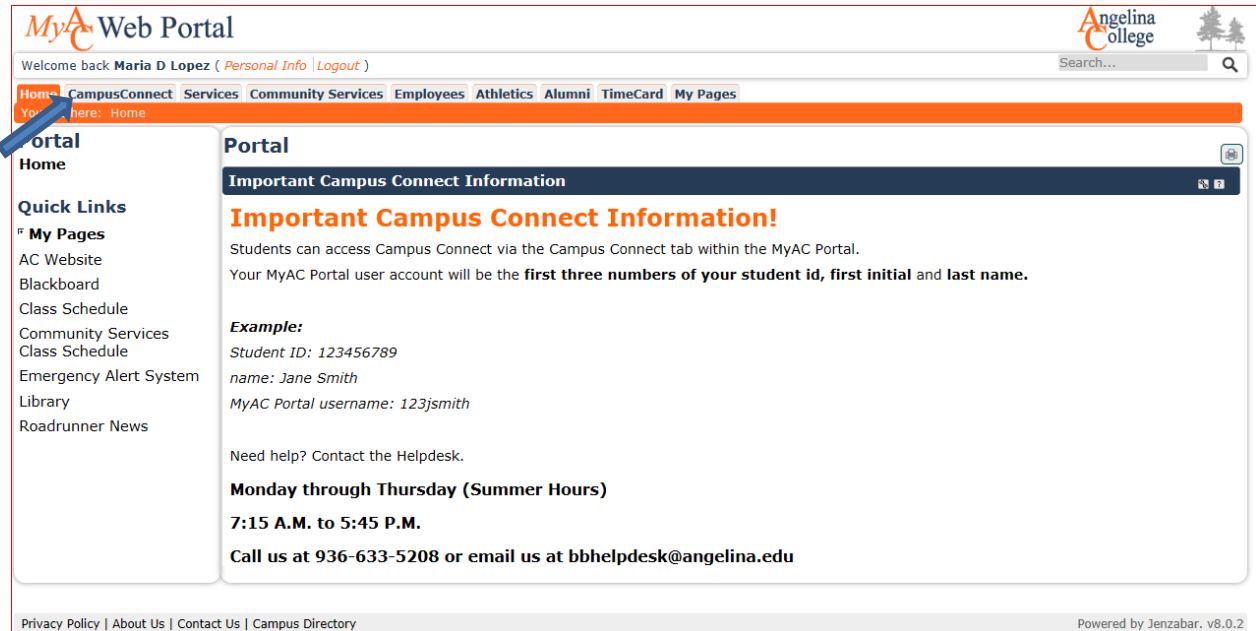 MyAC Web Portal
Angelina College
Welcome back Maria D Lopez ( Personal Info | Logout )
Search...
Home CampusConnect Services Community Services Employees Athletics Alumni TimeCard My Pages
here: Home
Portal
Home
Quick Links
My Pages
AC Website
Blackboard
Class Schedule
Community Services
Class Schedule
Emergency Alert System
Library
Roadrunner News
Portal
Important Campus Connect Information
Important Campus Connect Information!
Students can access Campus Connect via the Campus Connect tab within the MyAC Portal.
Your MyAC Portal user account will be the first three numbers of your student id, first initial and last name.
Example:
Student ID: 123456789
name: Jane Smith
MyAC Portal username: 123jsmith
Need help? Contact the Helpdesk.
Monday through Thursday (Summer Hours)
7:15 A.M. to 5:45 P.M.
Call us at 936-633-5208 or email us at bbhelpdesk@angelina.edu
Privacy Policy | About Us | Contact Us | Campus Directory
Powered by Jenzabar. v8.0.2